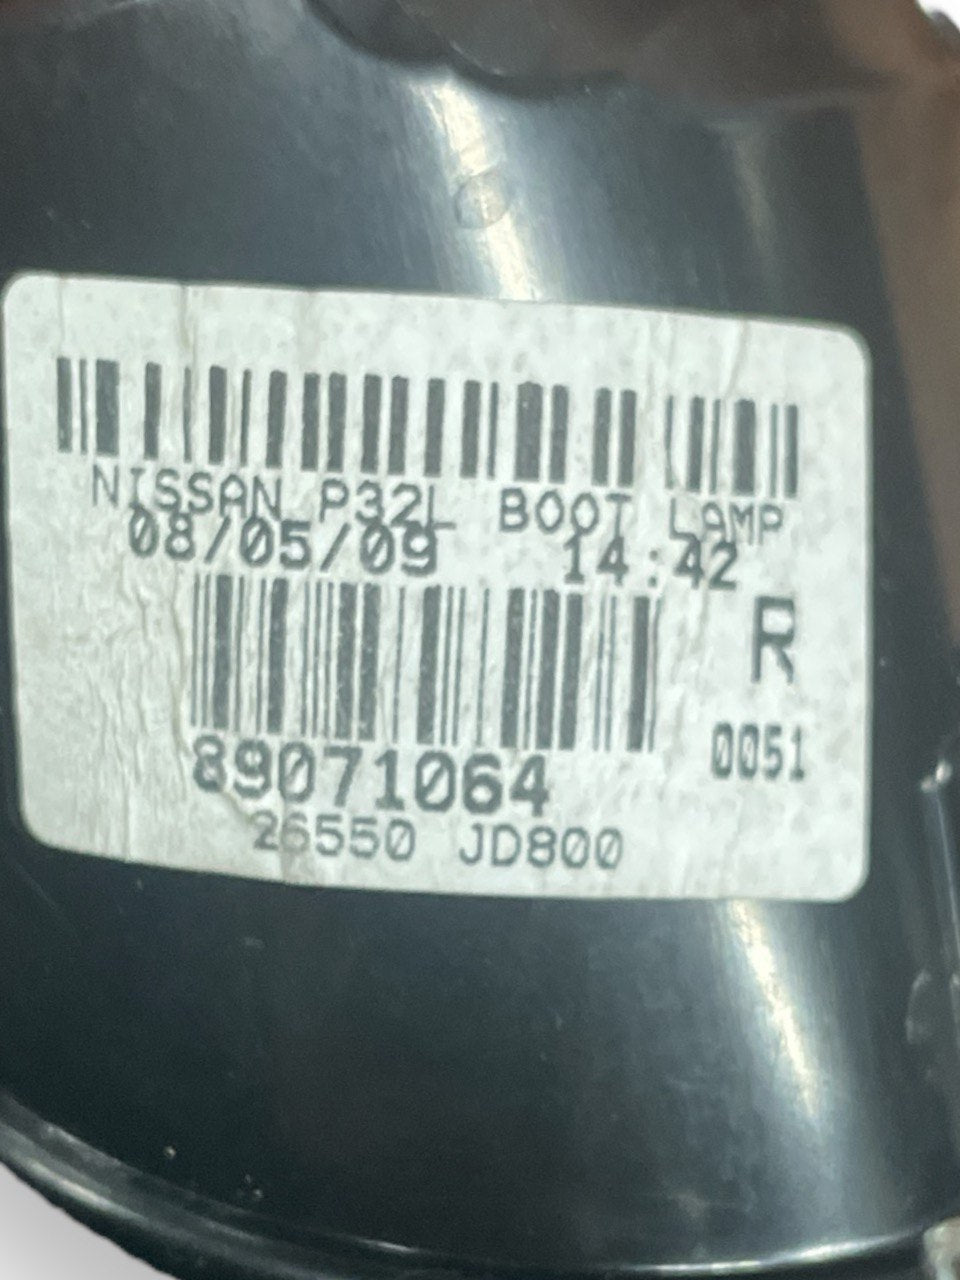 NISSAN P32L BOOT LAMP
08/05/09 14:42
R
0051
89071064
26550 JD800